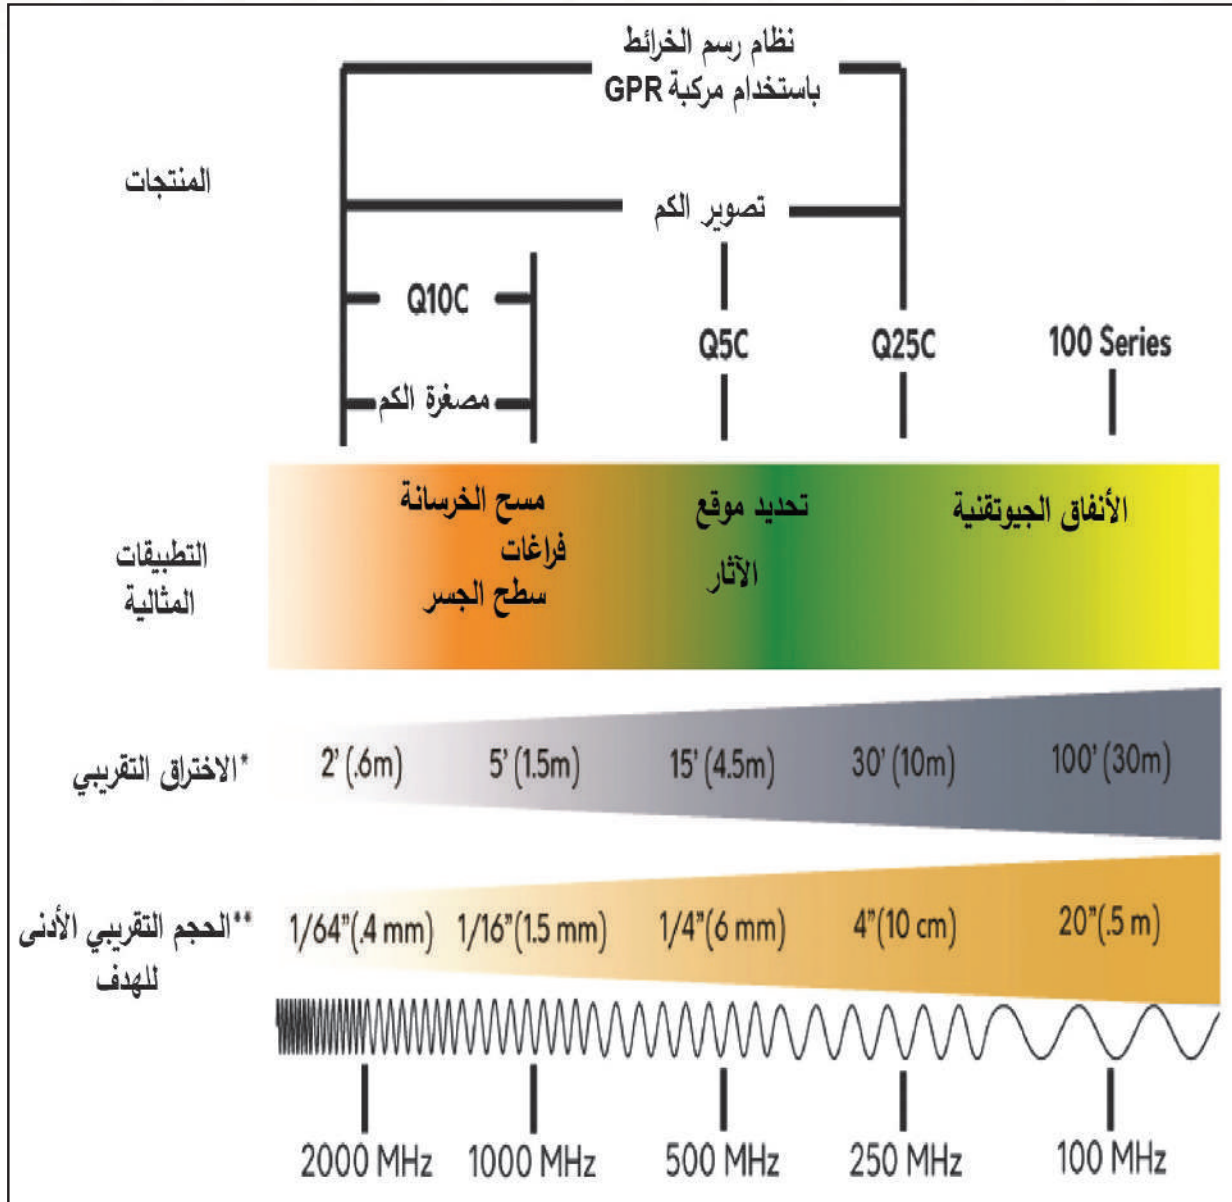 نظام رسم الخرائط
باستخدام مركبة GPR
المنتجات
تصوير الكم
Q10C
Q5C
Q25C
100 Series
مصغرة الكم
مسح الخرسانة
فراغات
سطح الجسر
تحديد موقع
الآثار
الأنفاق الجيوتقنية
التطبيقات
المثالية
*الاختراق التقريبي
2’ (.6m)
5’ (1.5m)
15’ (4.5m)
30’ (10m)
100’ (30m)
**الحجم التقريبي الأدنى
للهدف
1/64”(.4 mm)
1/16”(1.5 mm)
1/4”(6 mm)
4”(10 cm)
20”(.5 m)
2000 MHz
1000 MHz
500 MHz
250 MHz
100 MHz